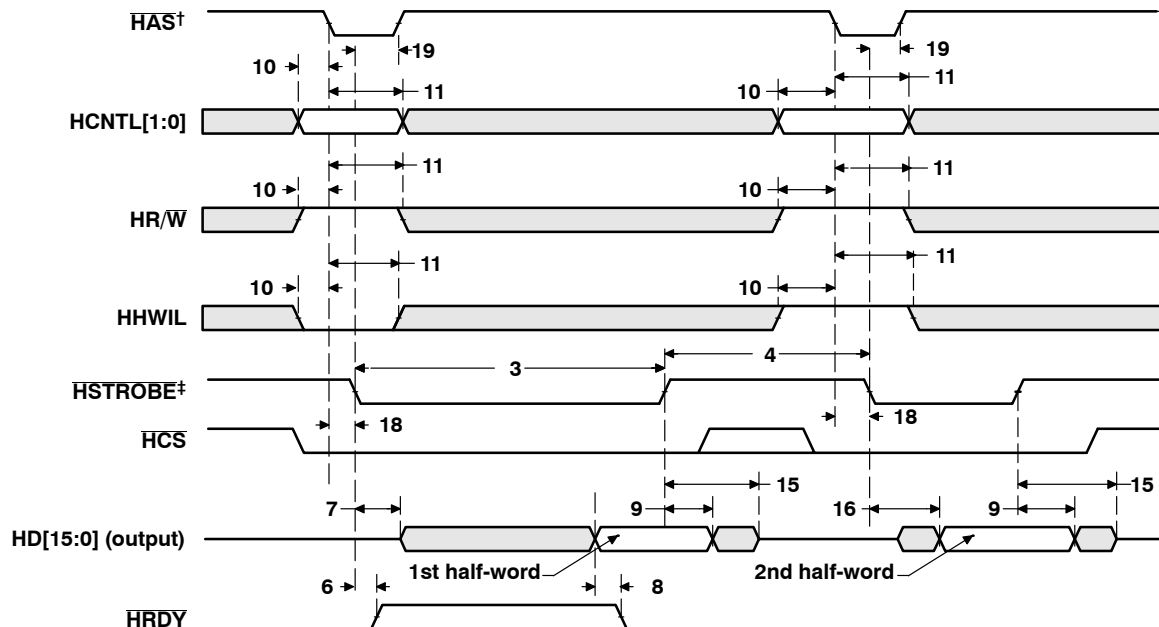 HAS†
19
19
10
11
11
10
HCNTL[1:0]
11
11
10
10
HR/W
11
11
10
10
HHWIL
3
4
HSTROBE‡
18
18
HCS
15
15
7
9
16
9
HD[15:0] (output)
1st half-word
2nd half-word
6
8
HRDY